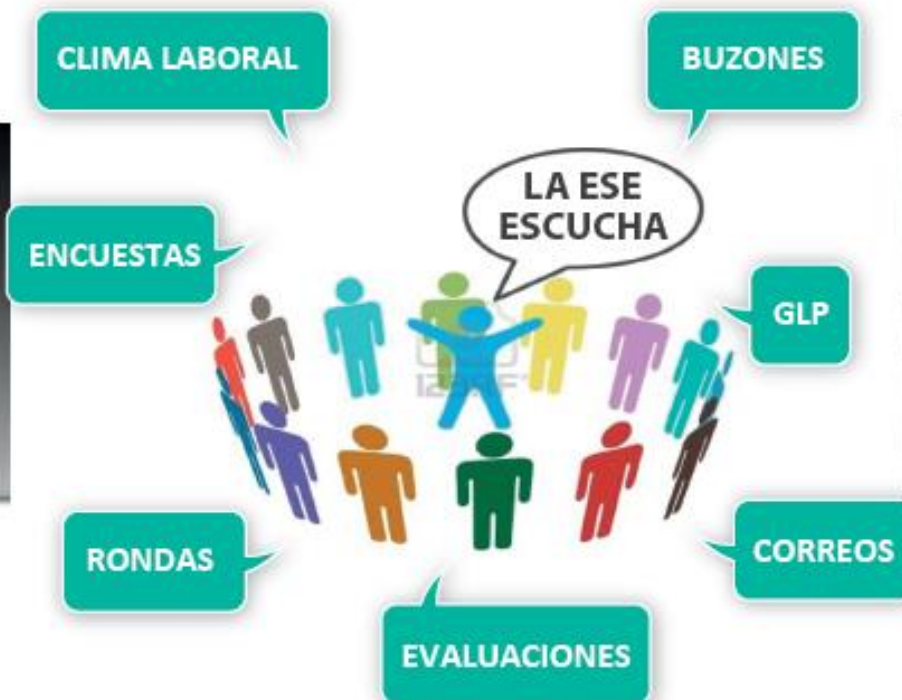 CLIMA LABORAL
BUZONES
LA ESE
ESCUCHA
ENCUESTAS
GLP
RONDAS
CORREOS
EVALUACIONES